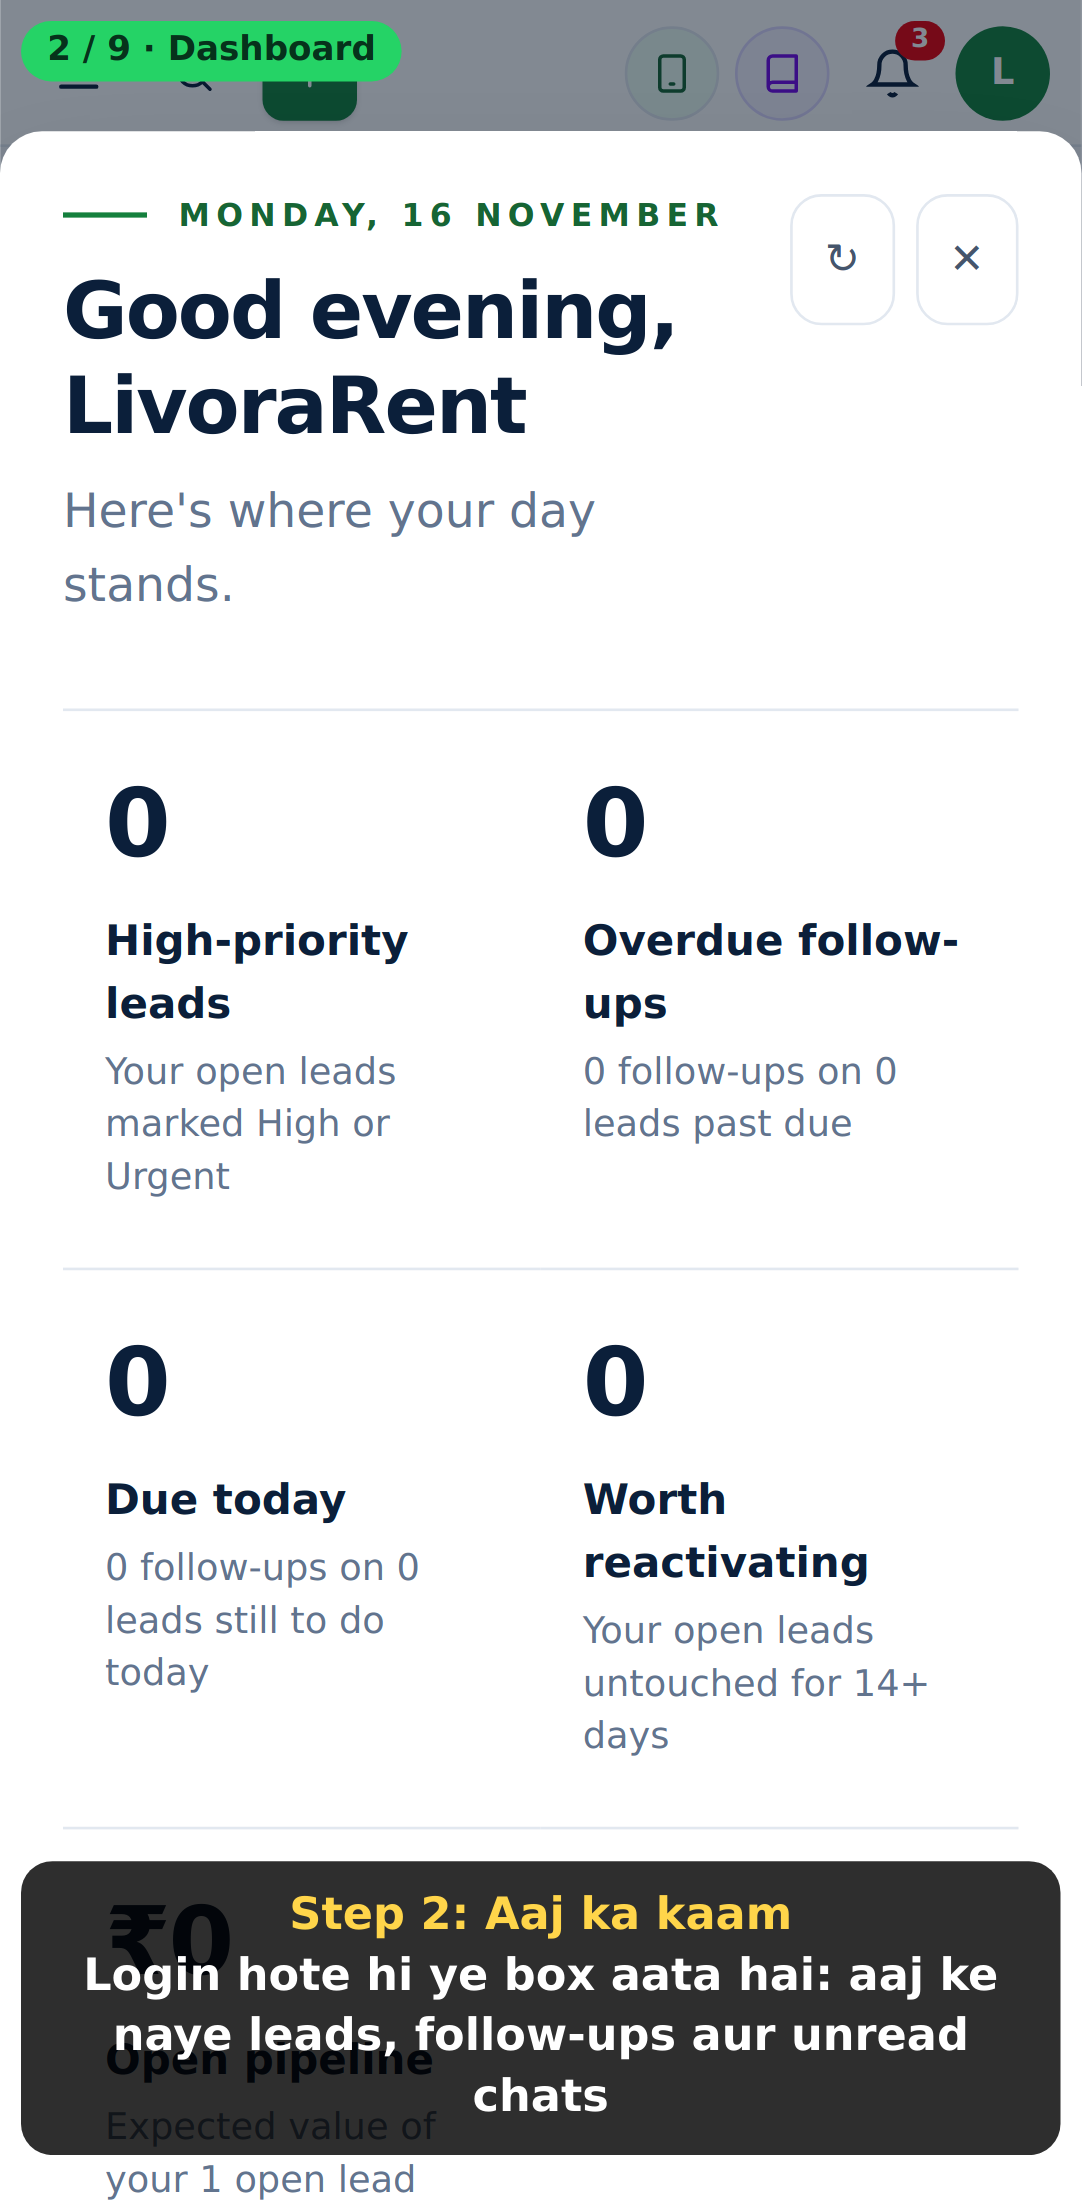 2 / 9 · Dashboard
3
L
MONDAY, 16 NOVEMBER
Good evening,
LivoraRent
Here's where your day
stands.
0
High-priority
leads
Your open leads
marked High or
Urgent
0
Overdue follow-
ups
0 follow-ups on 0
leads past due
0
Due today
0 follow-ups on 0
leads still to do
today
0
Worth
reactivating
Your open leads
untouched for 14+
days
₹0
Open pipeline
Expected value of
your 1 open lead
Step 2: Aaj ka kaam
Login hote hi ye box aata hai: aaj ke
naye leads, follow-ups aur unread
chats